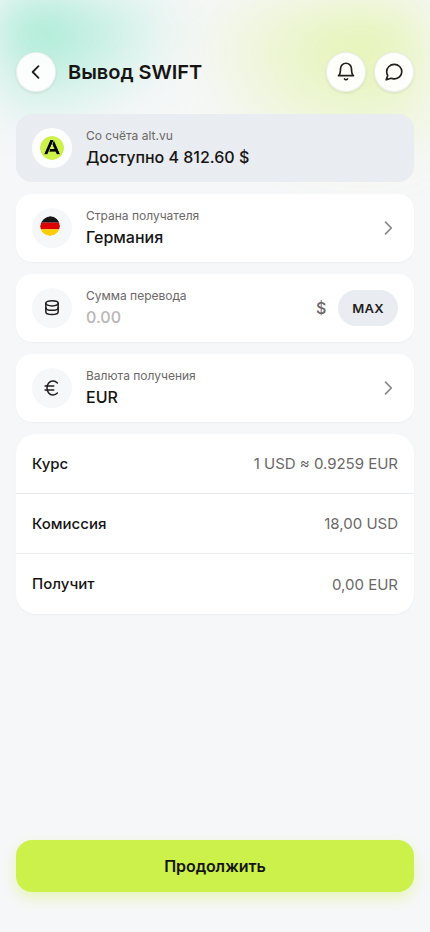 Вывод SWIFT
Со счёта alt.vu
Доступно 4 812.60 $
Страна получателя
Германия
Сумма перевода
0.00
$
MAX
Валюта получения
EUR
Курс
1 USD ≈ 0.9259 EUR
Комиссия
18,00 USD
Получит
0,00 EUR
Продолжить